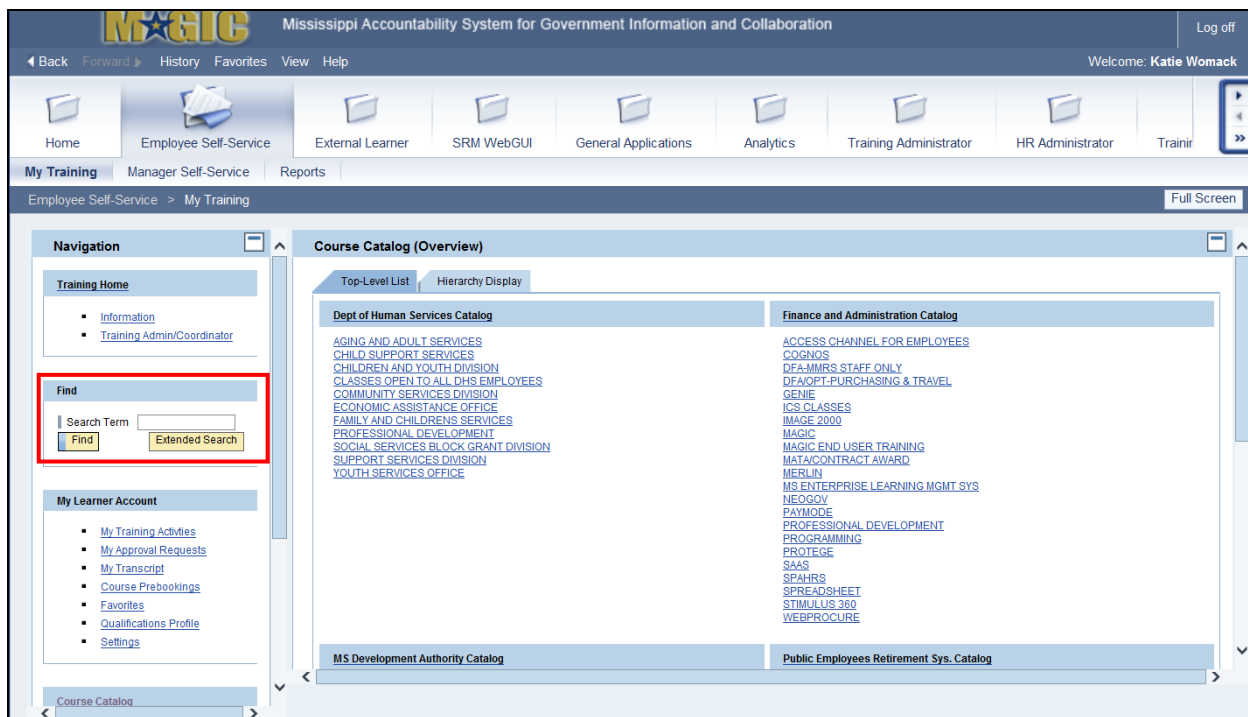 MAGIC
Mississippi Accountability System for Government Information and Collaboration
Log off
Back Forward History Favorites View Help
Welcome: Katie Womack
Home Employee Self-Service External Learner SRM WebGUI General Applications Analytics Training Administrator HR Administrator Trainin
My Training Manager Self-Service Reports
Employee Self-Service > My Training
Full Screen
Navigation
Training Home
Information
Training Admin/Coordinator
Find
Search Term
Find Extended Search
My Learner Account
My Training Activties
My Approval Requests
My Transcript
Course Prebookings
Favorites
Qualifications Profile
Settings
Course Catalog
Course Catalog (Overview)
Top-Level List Hierarchy Display
Dept of Human Services Catalog
AGING AND ADULT SERVICES
CHILD SUPPORT SERVICES
CHILDREN AND YOUTH DIVISION
CLASSES OPEN TO ALL DHS EMPLOYEES
COMMUNITY SERVICES DIVISION
ECONOMIC ASSISTANCE OFFICE
FAMILY AND CHILDRENS SERVICES
PROFESSIONAL DEVELOPMENT
SOCIAL SERVICES BLOCK GRANT DIVISION
SUPPORT SERVICES DIVISION
YOUTH SERVICES OFFICE
Finance and Administration Catalog
ACCESS CHANNEL FOR EMPLOYEES
COGNOS
DFA-MMRS STAFF ONLY
DFA/OPT-PURCHASING & TRAVEL
GENIE
ICS CLASSES
IMAGE 2000
MAGIC
MAGIC END USER TRAINING
MATA/CONTRACT AWARD
MERLIN
MS ENTERPRISE LEARNING MGMT SYS
NEOGOV
PAYMODE
PROFESSIONAL DEVELOPMENT
PROGRAMMING
PROTEGE
SAAS
SPAHRS
SPREADSHEET
STIMULUS 360
WEBPROCURE
MS Development Authority Catalog
Public Employees Retirement Sys. Catalog